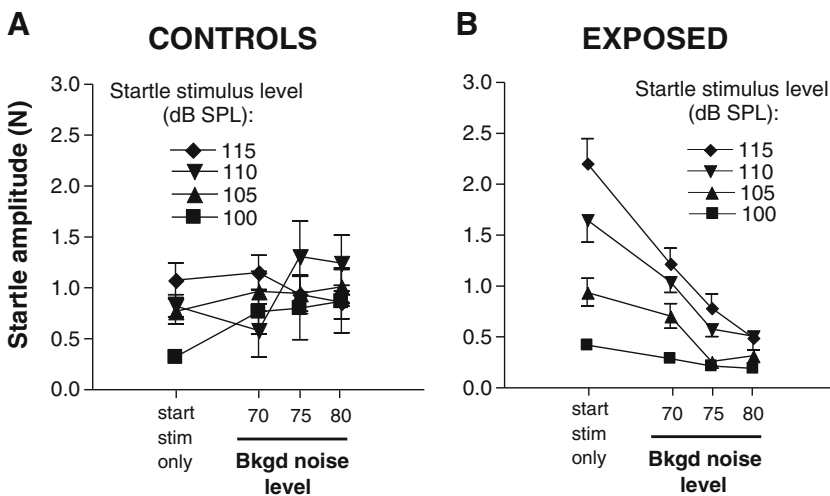 A
CONTROLS
Startle amplitude (N)
3.0
2.5
2.0
1.5
1.0
0.5
0.0
Startle stimulus level
(dB SPL):
115
110
105
100
start
stim
only
70 75 80
Bkgd noise
level
B
EXPOSED
3.0
2.5
2.0
1.5
1.0
0.5
0.0
Startle stimulus level
(dB SPL):
115
110
105
100
start
stim
only
70 75 80
Bkgd noise
level